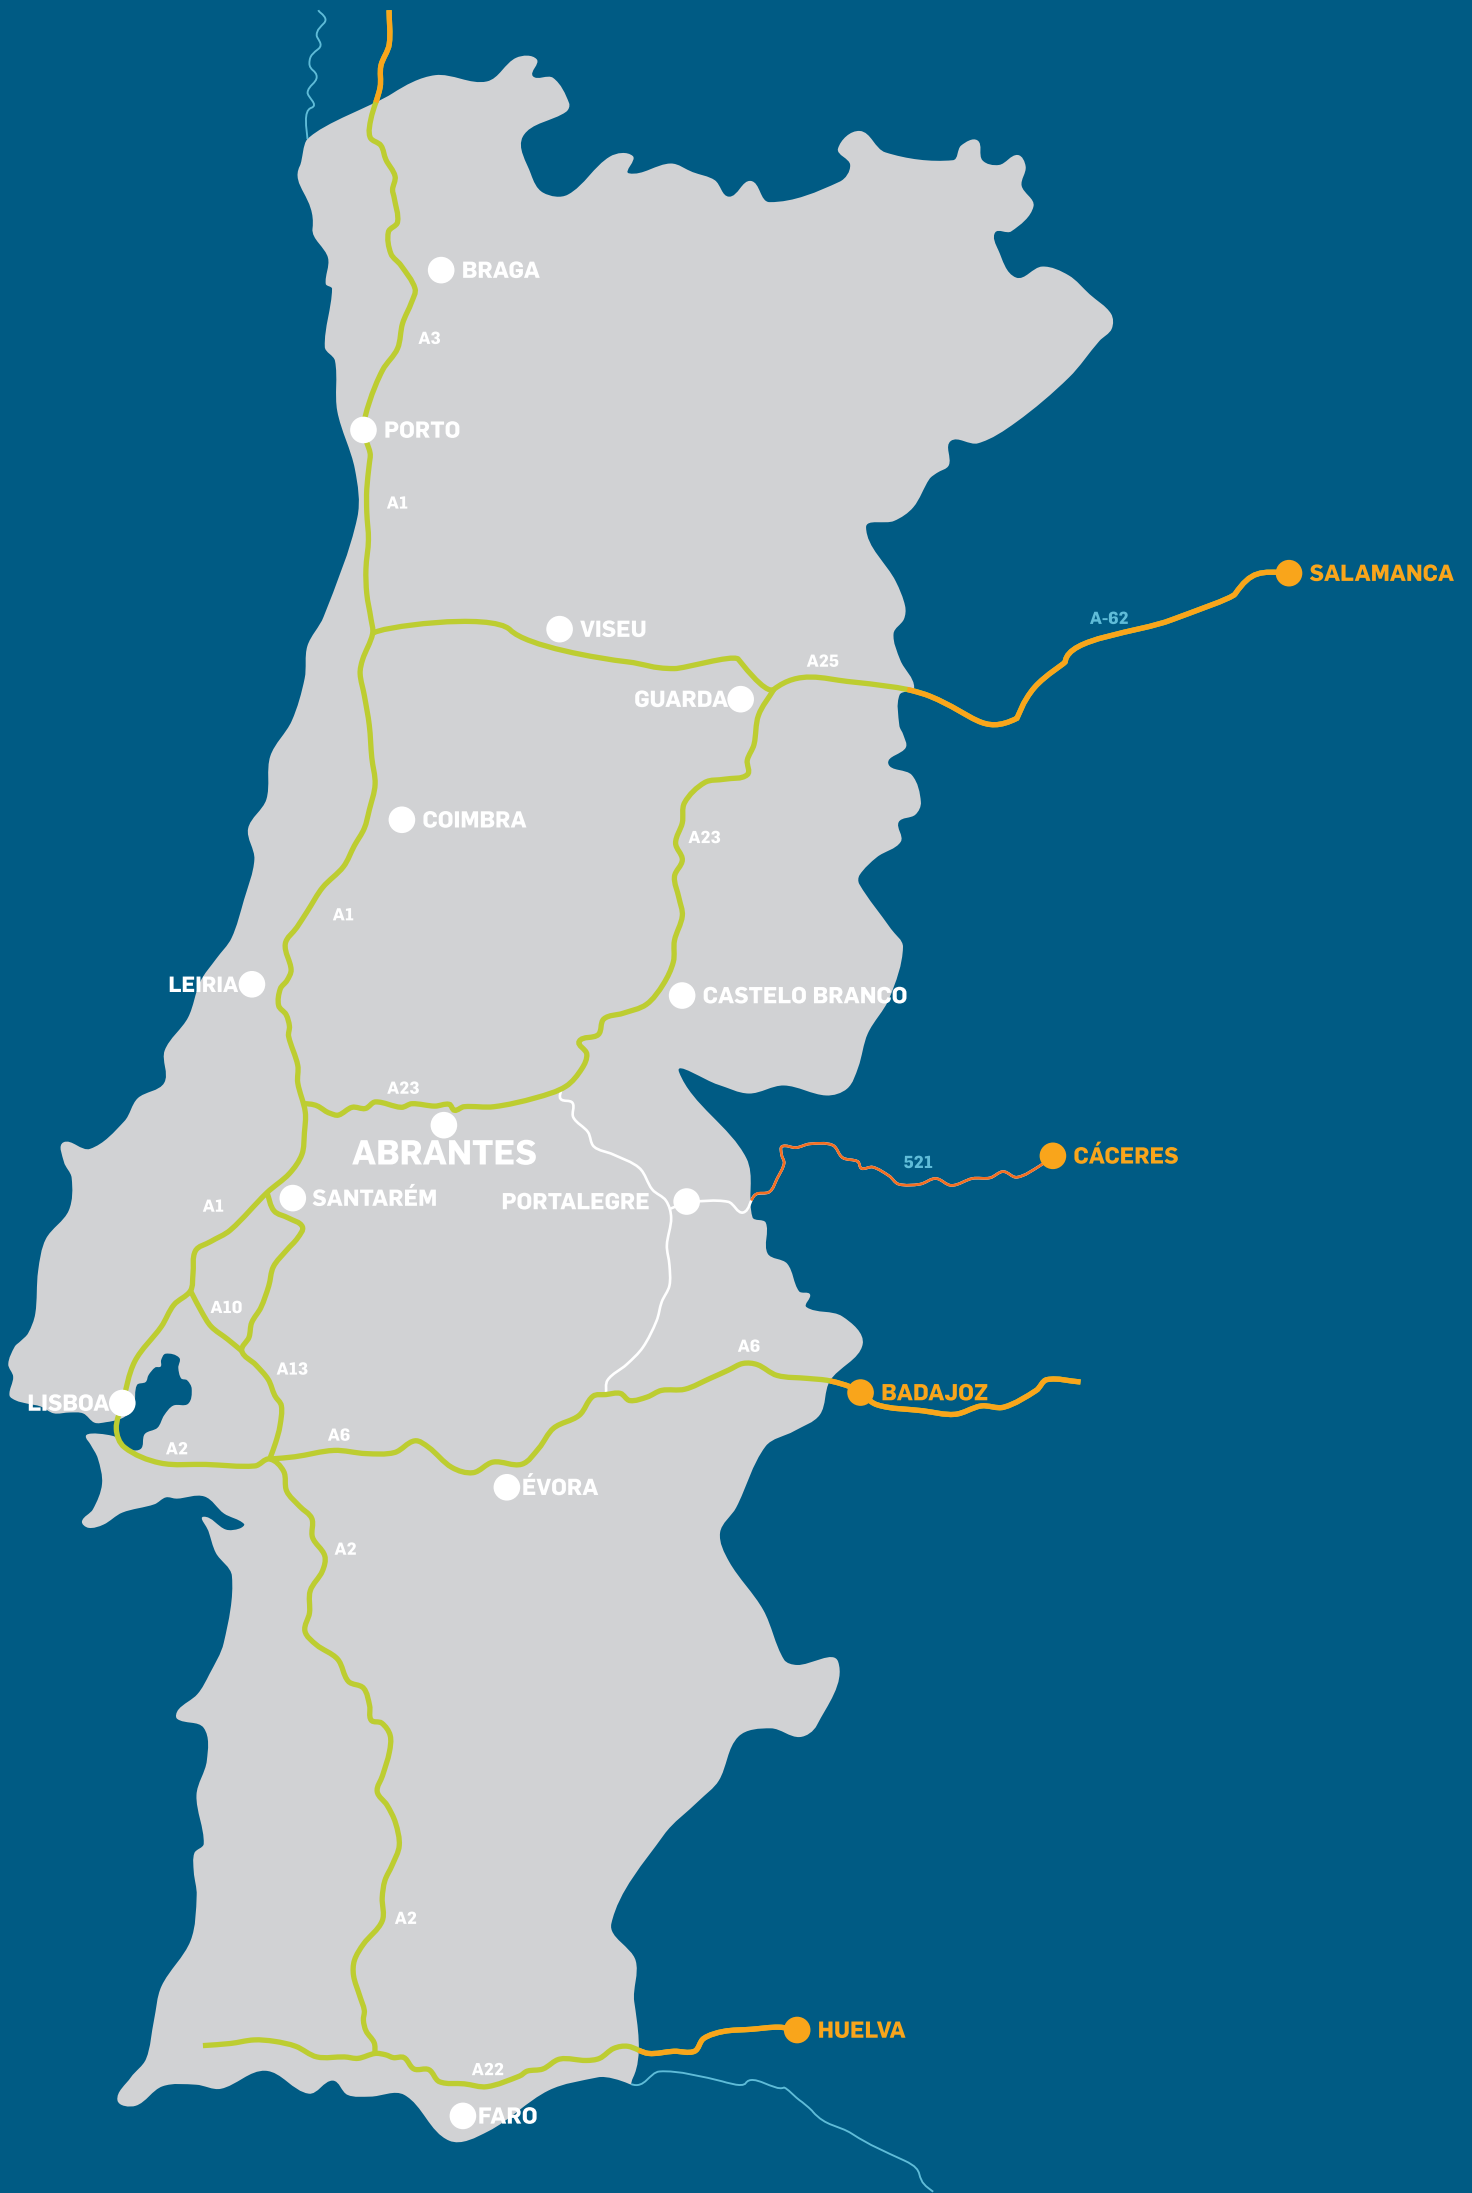 BRAGA
A3
PORTO
A1
SALAMANCA
A-62
VISEU
A25
GUARDA
COIMBRA
A23
A1
LEIRIA
CASTELO BRANCO
A23
ABRANTES
521
CÁCERES
SANTARÉM
PORTALEGRE
A1
A10
A6
A13
BADAJOZ
LISBOA
A6
A2
ÉVORA
A2
A2
HUELVA
A22
FARO